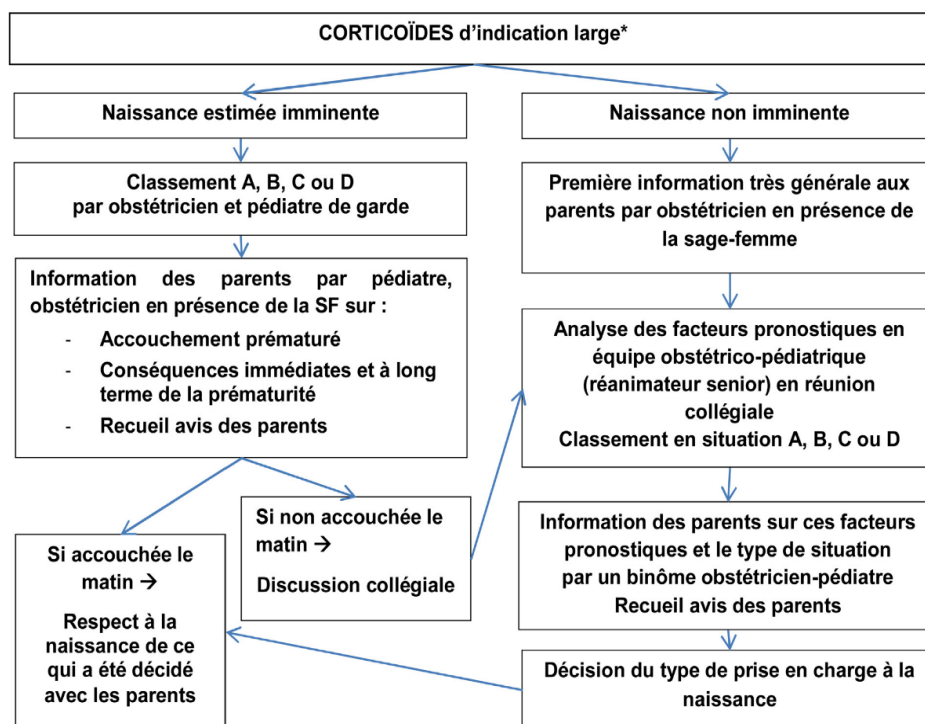 CORTICOÏDES d’indication large*
Naissance estimée imminente
Classement A, B, C ou D
par obstétricien et pédiatre de garde
Information des parents par pédiatre,
obstétricien en présence de la SF sur :
- Accouchement prématuré
- Conséquences immédiates et à long
terme de la prématurité
- Recueil avis des parents
Si accouchée le
matin →
Respect à la
naissance de ce
qui a été décidé
avec les parents
Si non accouchée le
matin →
Discussion collégiale
Naissance non imminente
Première information très générale aux
parents par obstétricien en présence de
la sage-femme
Analyse des facteurs pronostiques en
équipe obstétrico-pédiatrique
(réanimateur senior) en réunion
collégiale
Classement en situation A, B, C ou D
Information des parents sur ces facteurs
pronostiques et le type de situation
par un binôme obstétricien-pédiatre
Recueil avis des parents
Décision du type de prise en charge à la
naissance